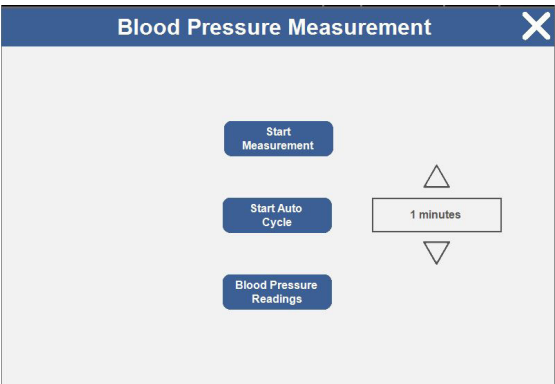 Blood Pressure Measurement
Start
Measurement
Start Auto
Cycle
1 minutes
Blood Pressure
Readings